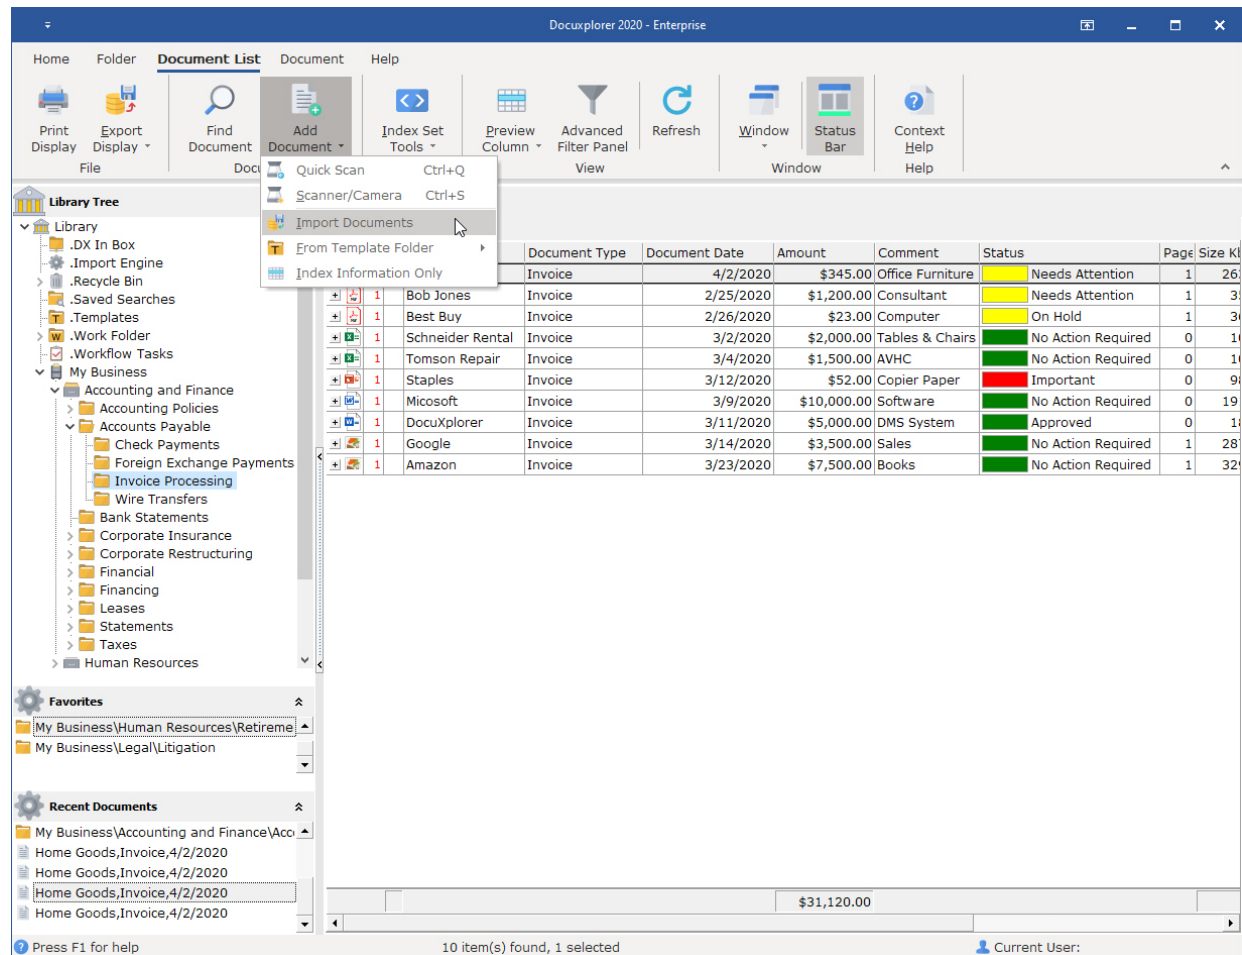 Docuxplorer 2020 - Enterprise
Home Folder Document List Document Help
Print Display
Export Display
Find Document
Add Document
Index Set Tools
Preview Column
Advanced Filter Panel
Refresh
Window
Status Bar
Context Help
File
View
Window
Help
Quick Scan Ctrl+Q
Scanner/Camera Ctrl+S
Import Documents
From Template Folder
Index Information Only
Library Tree
Library
.DX In Box
.Import Engine
.Recycle Bin
.Saved Searches
.Templates
.Work Folder
.Workflow Tasks
My Business
Accounting and Finance
Accounting Policies
Accounts Payable
Check Payments
Foreign Exchange Payments
Invoice Processing
Wire Transfers
Bank Statements
Corporate Insurance
Corporate Restructuring
Financial
Financing
Leases
Statements
Taxes
Human Resources
Document Type Document Date Amount Comment Status Page Size
Invoice 4/2/2020 $345.00 Office Furniture Needs Attention 1
1 Bob Jones Invoice 2/25/2020 $1,200.00 Consultant Needs Attention 1
1 Best Buy Invoice 2/26/2020 $23.00 Computer On Hold 1
1 Schneider Rental Invoice 3/2/2020 $2,000.00 Tables & Chairs No Action Required 0
1 Tomson Repair Invoice 3/4/2020 $1,500.00 AVHC No Action Required 0
1 Staples Invoice 3/12/2020 $52.00 Copier Paper Important 0
1 Micosoft Invoice 3/9/2020 $10,000.00 Software No Action Required 0
1 DocuXplorer Invoice 3/11/2020 $5,000.00 DMS System Approved 0
1 Google Invoice 3/14/2020 $3,500.00 Sales No Action Required 1
1 Amazon Invoice 3/23/2020 $7,500.00 Books No Action Required 1
$31,120.00
Favorites
My Business\Human Resources\Retireme
My Business\Legal\Litigation
Recent Documents
My Business\Accounting and Finance\Acc
Home Goods,Invoice,4/2/2020
Home Goods,Invoice,4/2/2020
Home Goods,Invoice,4/2/2020
Home Goods,Invoice,4/2/2020
Press F1 for help 10 item(s) found, 1 selected Current User: